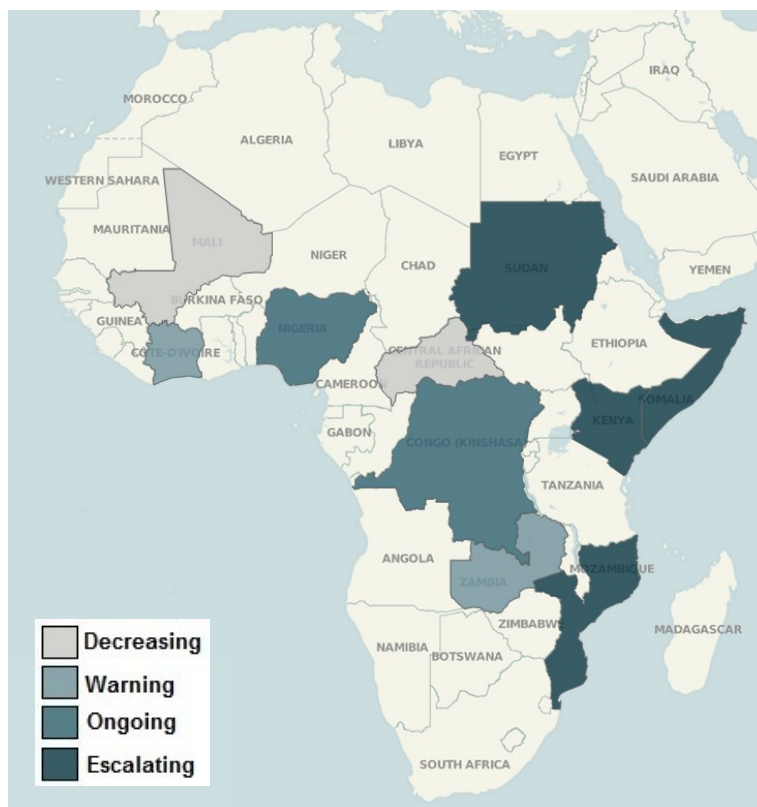 IRAQ
MOROCCO
ALGERIA
LIBYA
EGYPT
WESTERN SAHARA
SAUDI ARABIA
MAURITANIA
MALI
NIGER
CHAD
SUDAN
YEMEN
BURKINA FASO
GUINEA
NIGERIA
CÔTE-D'IVOIRE
CENTRAL AFRICAN
REPUBLIC
ETHIOPIA
CAMEROON
SOMALIA
KENYA
GABON
CONGO (KINSHASA)
TANZANIA
ANGOLA
MOZAMBIQUE
ZAMBIA
ZIMBABWE
MADAGASCAR
NAMIBIA
BOTSWANA
SOUTH AFRICA
Decreasing
Warning
Ongoing
Escalating